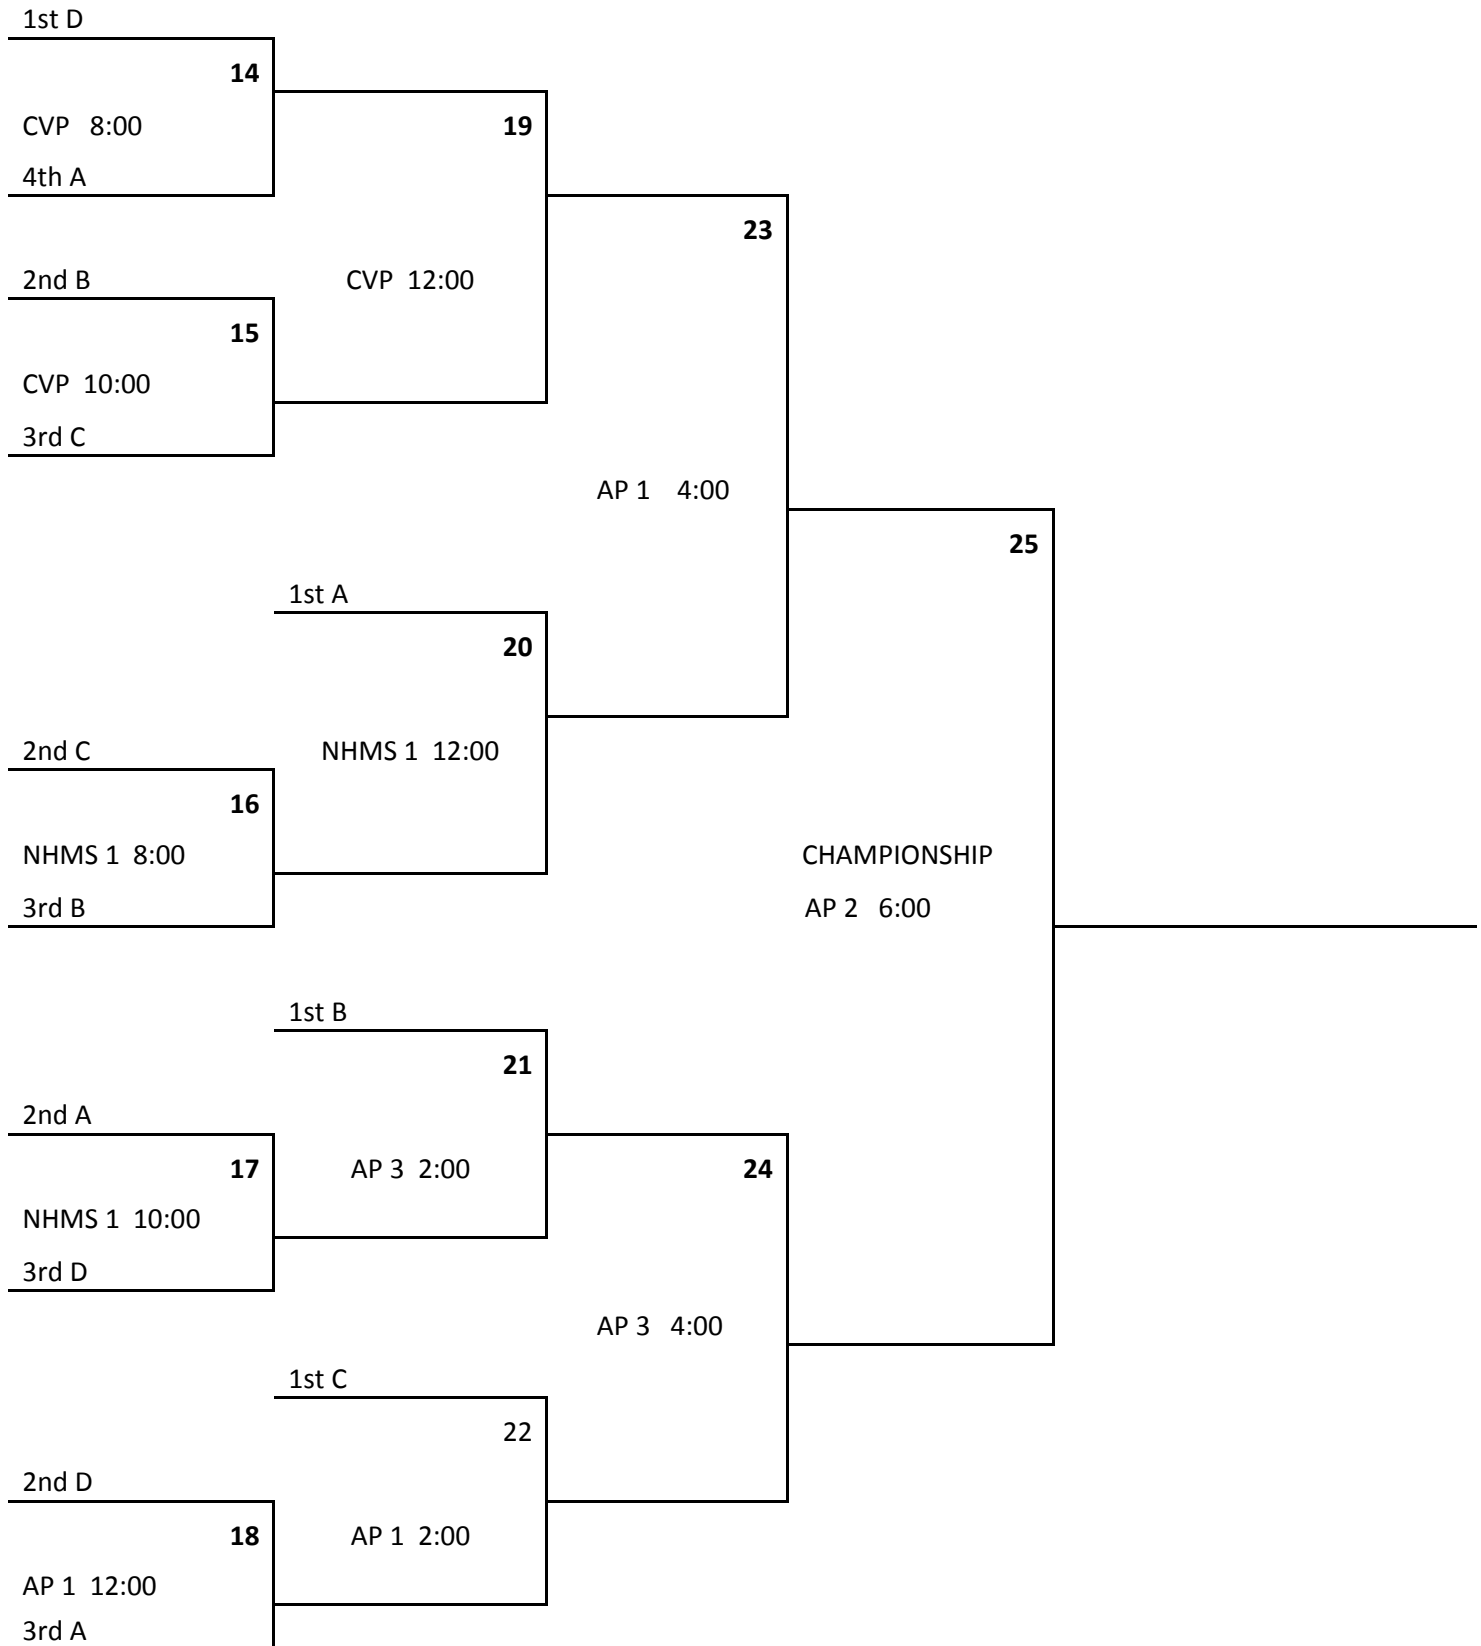 1st D
14
CVP 8:00
19
4th A
23
2nd B
CVP 12:00
15
CVP 10:00
3rd C
AP 1 4:00
25
1st A
20
2nd C
NHMS 1 12:00
16
NHMS 1 8:00
CHAMPIONSHIP
3rd B
AP 2 6:00
1st B
21
2nd A
17
AP 3 2:00
24
NHMS 1 10:00
3rd D
AP 3 4:00
1st C
22
2nd D
18
AP 1 2:00
AP 1 12:00
3rd A